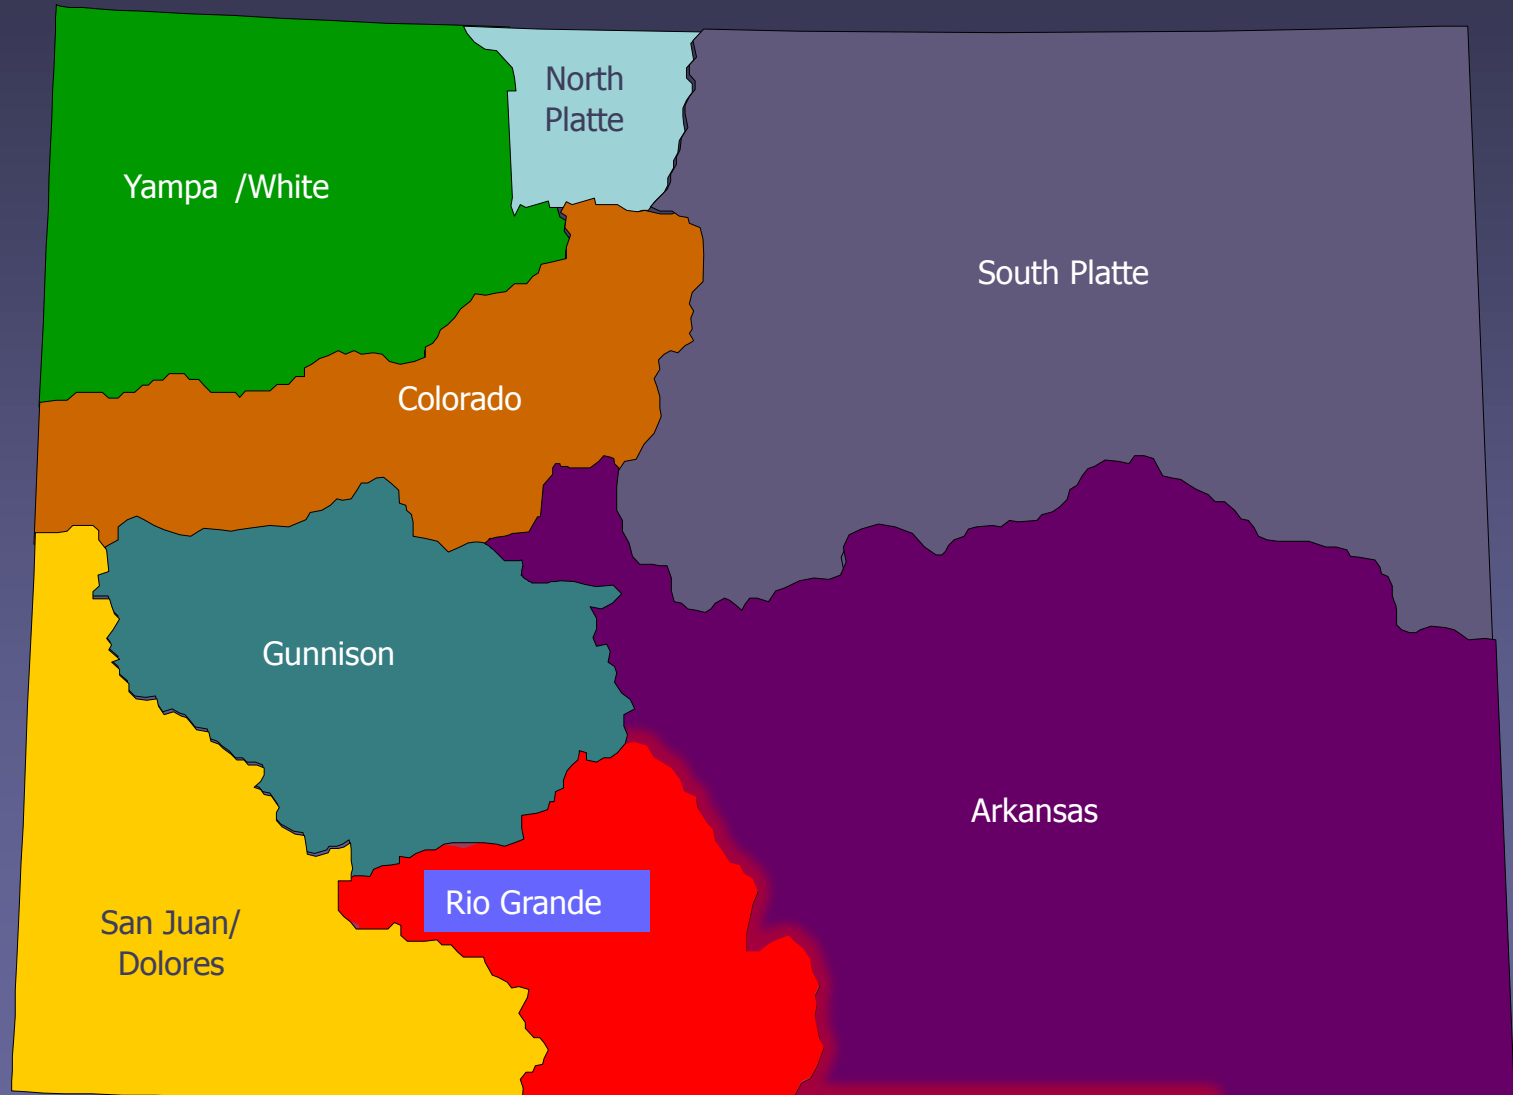 North
Platte
Yampa /White
South Platte
Colorado
Gunnison
Arkansas
Rio Grande
San Juan/
Dolores